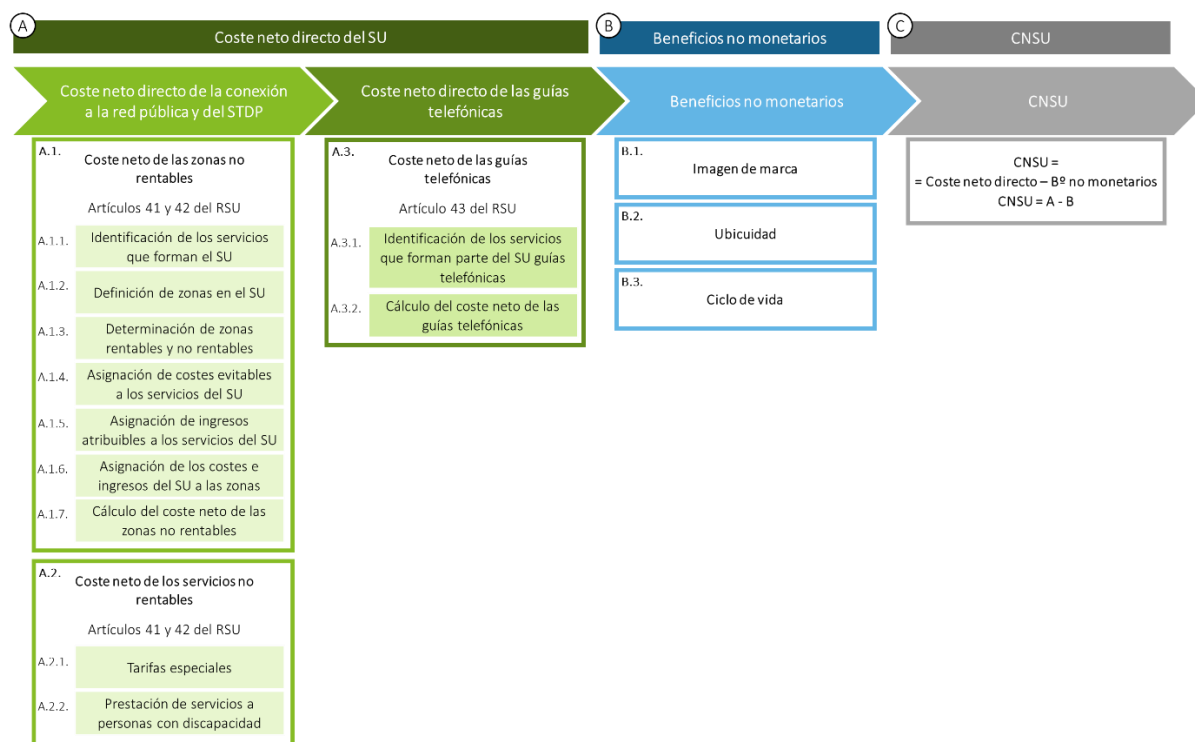 A
Coste neto directo del SU
B
Beneficios no monetarios
C
CNSU
Coste neto directo de la conexión
a la red pública y del STDP
Coste neto directo de las guías
telefónicas
Beneficios no monetarios
CNSU
A.1.
Coste neto de las zonas no
rentables
Artículos 41 y 42 del RSU
A.1.1.
Identificación de los servicios
que forman el SU
A.1.2.
Definición de zonas en el SU
A.1.3.
Determinación de zonas
rentables y no rentables
A.1.4.
Asignación de costes evitables
a los servicios del SU
A.1.5.
Asignación de ingresos
atribuibles a los servicios del SU
A.1.6.
Asignación de los costes e
ingresos del SU a las zonas
A.1.7.
Cálculo del coste neto de las
zonas no rentables
A.2.
Coste neto de los servicios no
rentables
Artículos 41 y 42 del RSU
A.2.1.
Tarifas especiales
A.2.2.
Prestación de servicios a
personas con discapacidad
A.3.
Coste neto de las guías
telefónicas
Artículo 43 del RSU
A.3.1.
Identificación de los servicios
que forman parte del SU guías
telefónicas
A.3.2.
Cálculo del coste neto de las
guías telefónicas
B.1.
Imagen de marca
B.2.
Ubicuidad
B.3.
Ciclo de vida
CNSU =
= Coste neto directo – Bº no monetarios
CNSU = A - B